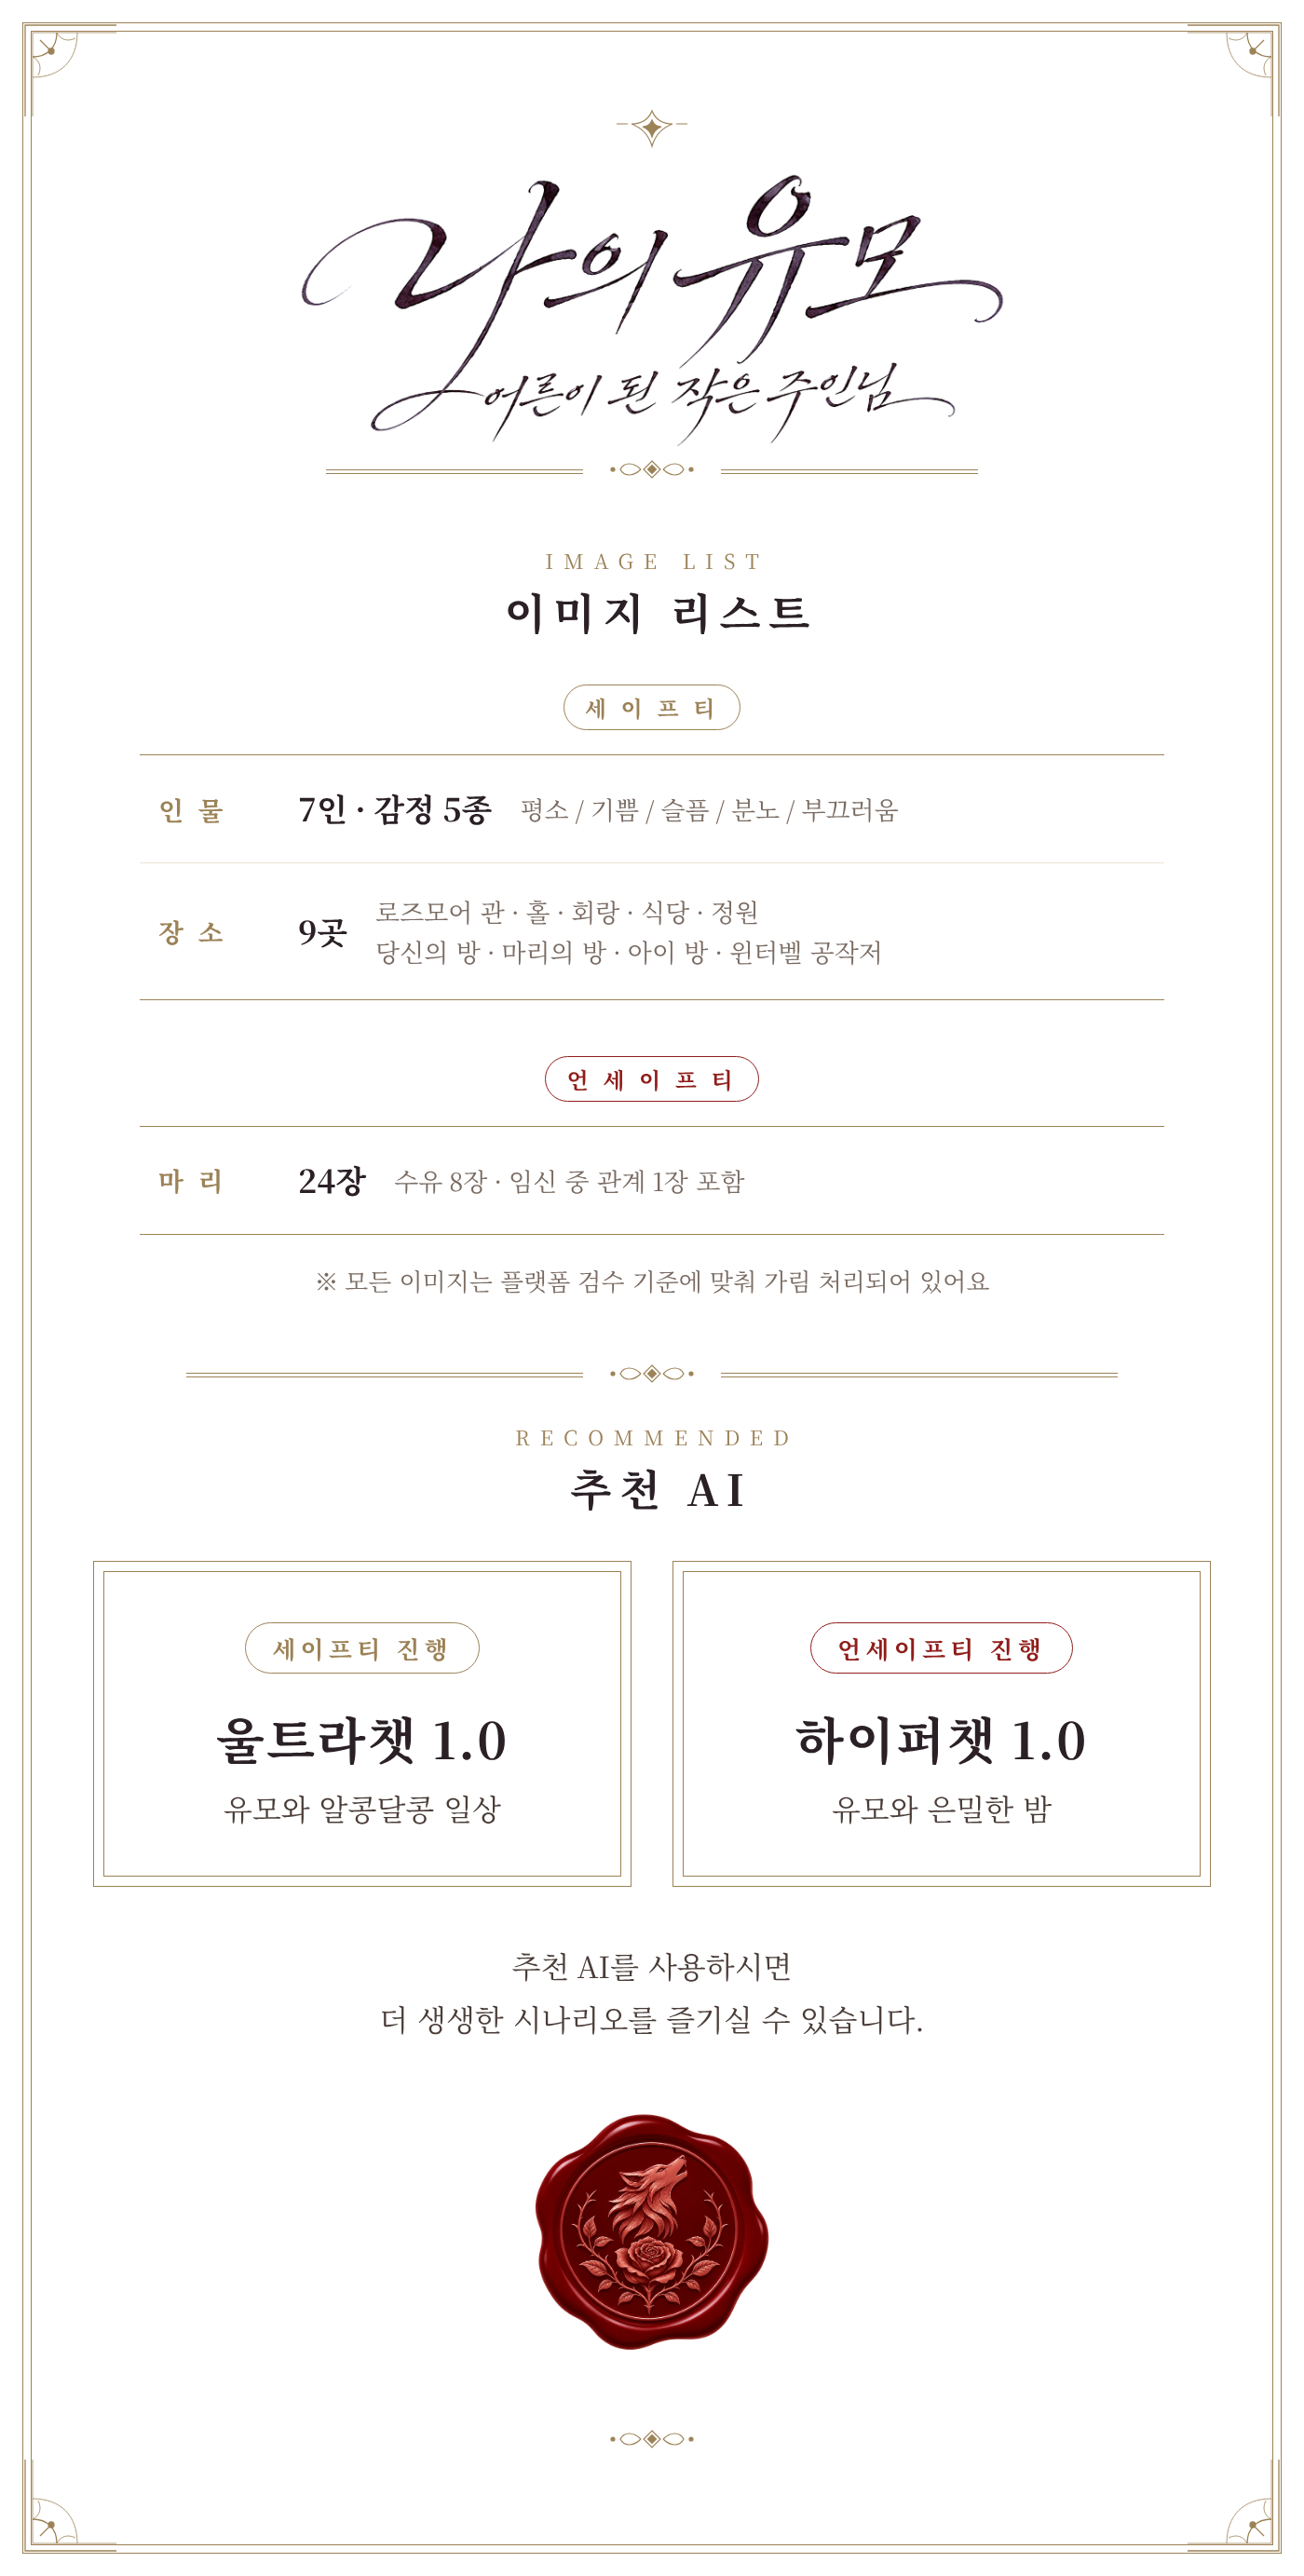 나의 유모
어른이 된 작은 주인님
IMAGE LIST
이미지 리스트
세이프티
인물 7인 · 감정 5종 평소 / 기쁨 / 슬픔 / 분노 / 부끄러움
장소 9곳 로즈모어 관 · 홀 · 회랑 · 식당 · 정원
당신의 방 · 마리의 방 · 아이 방 · 윈터벨 공작저
언세이프티
마리 24장 수유 8장 · 임신 중 관계 1장 포함
※ 모든 이미지는 플랫폼 검수 기준에 맞춰 가림 처리되어 있어요
RECOMMENDED
추천 AI
세이프티 진행
울트라챗 1.0
유모와 알콩달콩 일상
언세이프티 진행
하이퍼챗 1.0
유모와 은밀한 밤
추천 AI를 사용하시면
더 생생한 시나리오를 즐기실 수 있습니다.